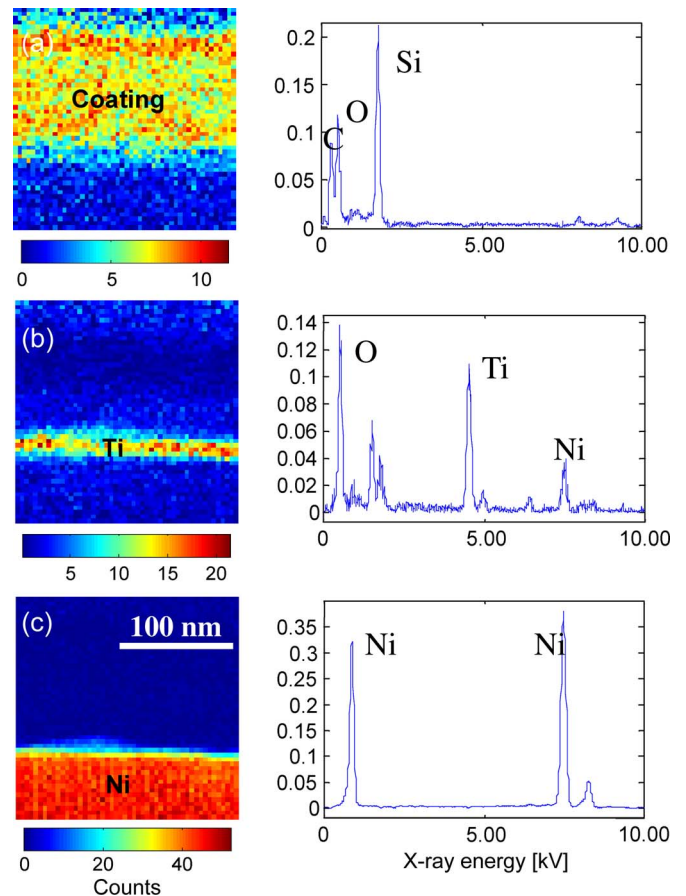 (a)
Coating
0 5 10
0.2
0.15
0.1
0.05
0
Si
O
C
0 5.00 10.00
(b)
Ti
5 10 15 20
0.14
0.12
0.10
0.08
0.06
0.04
0.02
0
O
Ti
Ni
0 5.00 10.00
(c)
100 nm
Ni
0 20 40
Counts
0.35
0.3
0.25
0.2
0.15
0.1
0.05
0
Ni Ni
0 5.00 10.00
X-ray energy [kV]